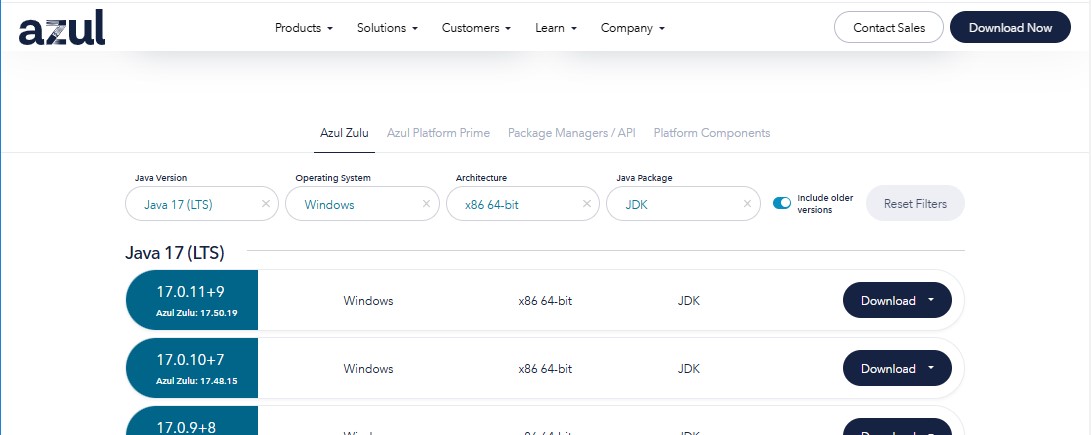 azul Products Solutions Customers Learn Company Contact Sales Download Now
Azul Zulu Azul Platform Prime Package Managers / API Platform Components
Java Version Operating System Architecture Java Package
Java 17 (LTS) × Windows × x86 64-bit × JDK × Include older versions Reset Filters
Java 17 (LTS)
17.0.11+9
Azul Zulu: 17.50.19
Windows x86 64-bit JDK Download
17.0.10+7
Azul Zulu: 17.48.15
Windows x86 64-bit JDK Download
17.0.9+8